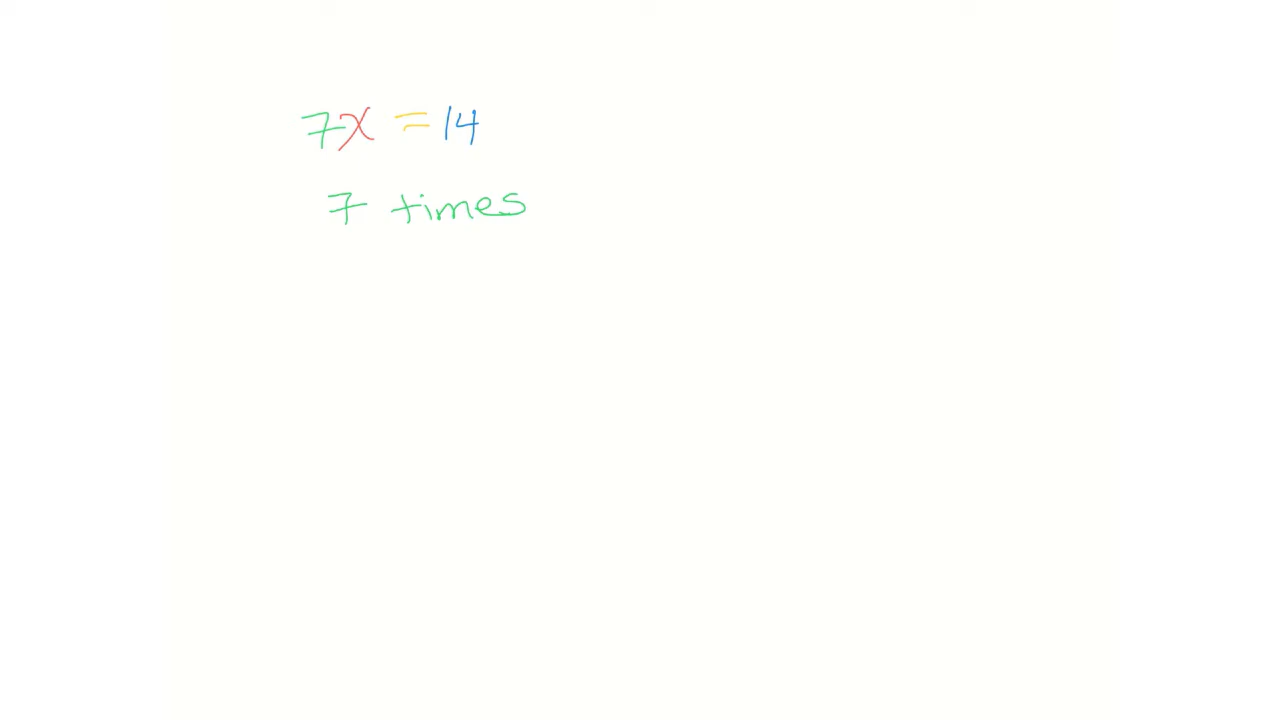 7x = 14
7 times